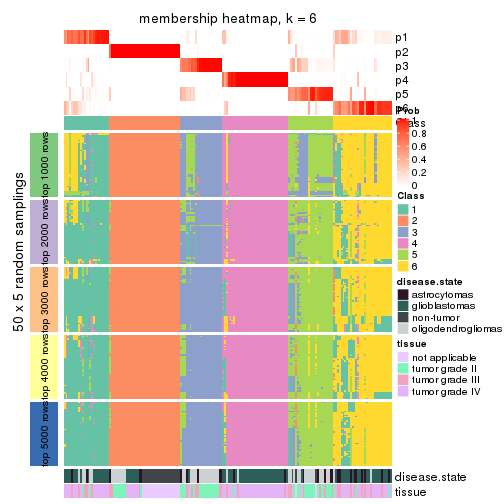 membership heatmap, k = 6
p1
p2
p3
p4
p5
p6
Prob
1
0.8
0.6
0.4
0.2
0
Class
Class
1
2
3
4
5
6
50 x 5 random samplings
top 1000 rows
top 2000 rows
top 3000 rows
top 4000 rows
top 5000 rows
disease.state
astrocytomas
glioblastomas
non-tumor
oligodendrogliomas
tissue
not applicable
tumor grade II
tumor grade III
tumor grade IV
disease.state
tissue